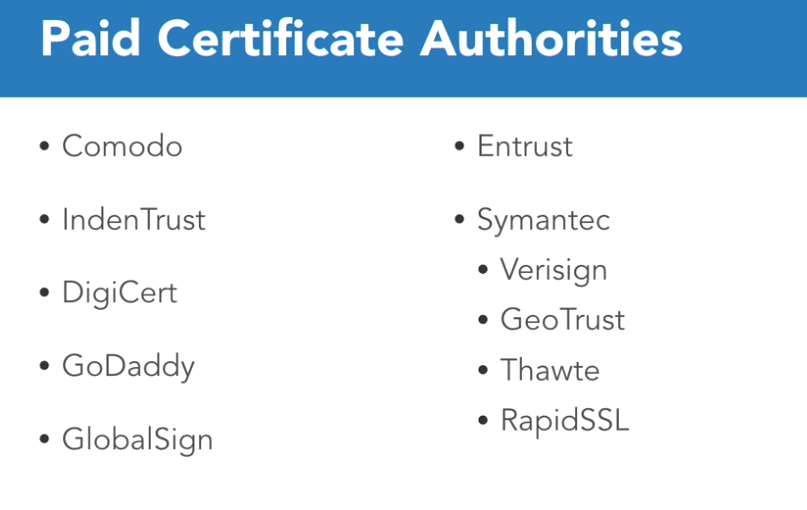 Paid Certificate Authorities
• Comodo
• IndenTrust
• DigiCert
• GoDaddy
• GlobalSign
• Entrust
• Symantec
• Verisign
• GeoTrust
• Thawte
• RapidSSL